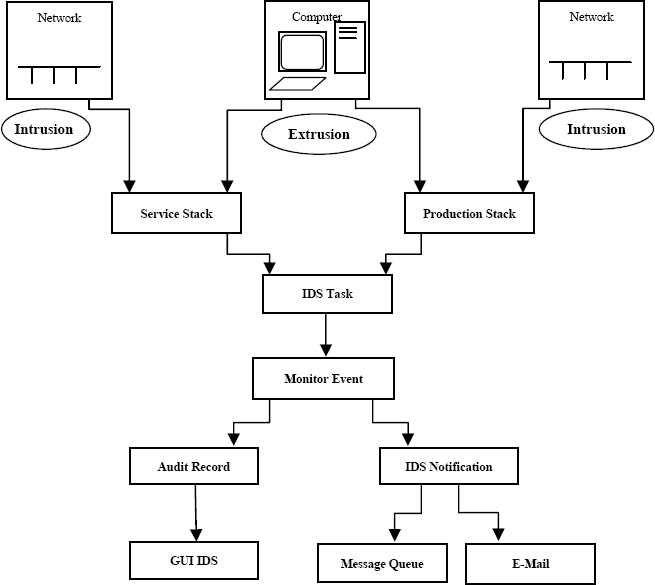 Network
Computer
Network
Intrusion
Extrusion
Intrusion
Service Stack
Production Stack
IDS Task
Monitor Event
Audit Record
IDS Notification
GUI IDS
Message Queue
E-Mail